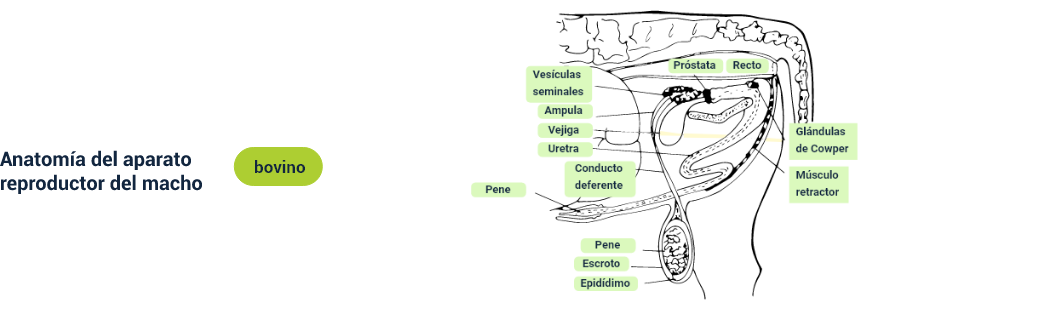 Anatomía del aparato
reproductor del macho
bovino
Próstata
Recto
Vesículas
seminales
Ampula
Vejiga
Uretra
Conducto
deferente
Pene
Glándulas
de Cowper
Músculo
retractor
Pene
Escroto
Epidídimo